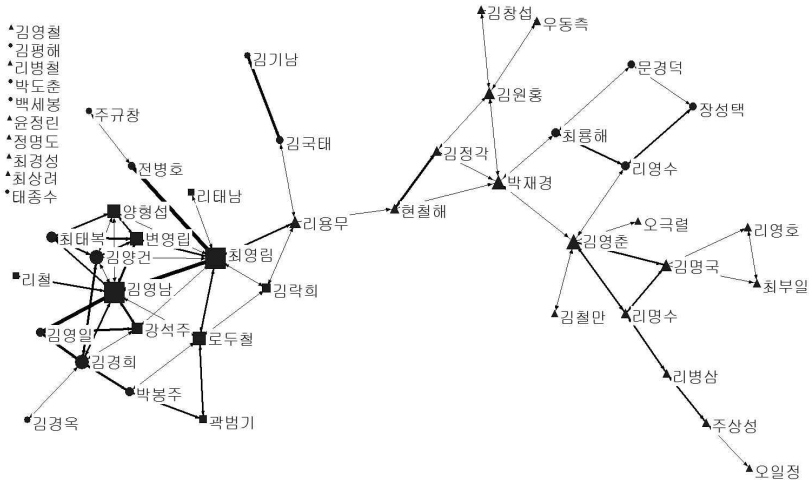 김영철
김평해
리병철
박도춘
백세봉
윤정린
정명도
최경성
최상려
태종수
김창섭
우동측
김기남
문경덕
김원홍
장성택
주규창
최룡해
김국태
김정각
리영수
전병호
박재경
리태남
양형섭
현철해
리용무
오극렬
리영호
최태복
변영립
김영춘
김양건
최영림
김명국
리철
김영남
김락희
최부일
김철만
리명수
김영일
강석주
로두철
김경희
리병삼
박봉주
김경옥
곽범기
주상성
오일정